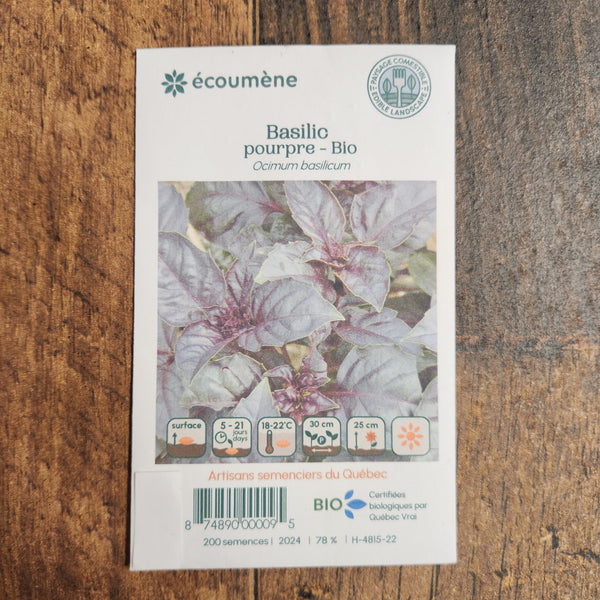 écoumène
PAYSAGE COMESTIBLE
EDIBLE LANDSCAPE
Basilic
pourpre - Bio
Ocimum basilicum
surface
5 - 21
jours
days
18-22°C
30 cm
P
25 cm
Artisans semenciers du Québec
8 74890 00009 5
BIO
Certifiées
biologiques par
Québec Vrai
200 semences | 2024 | 78 % | H-4815-22